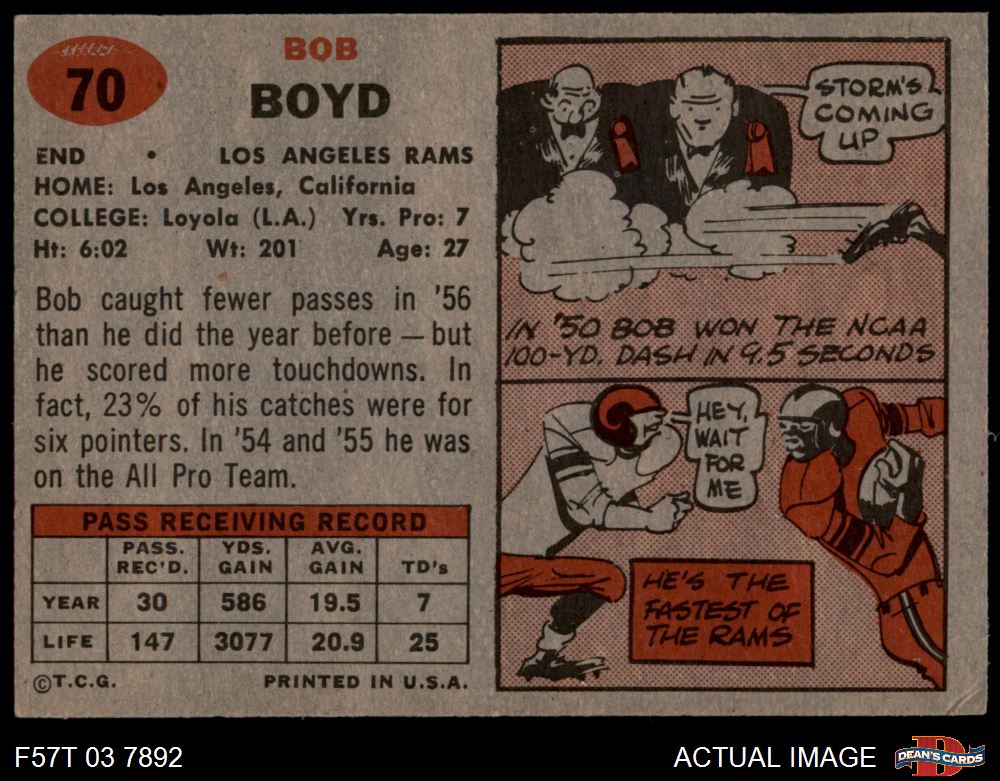 70
BOB
BOYD
END • LOS ANGELES RAMS
HOME: Los Angeles, California
COLLEGE: Loyola (L.A.) Yrs. Pro: 7
Ht: 6:02 Wt: 201 Age: 27
Bob caught fewer passes in '56
than he did the year before — but
he scored more touchdowns. In
fact, 23% of his catches were for
six pointers. In '54 and '55 he was
on the All Pro Team.
PASS RECEIVING RECORD
PASS. YDS. AVG.
REC'D. GAIN GAIN TD's
YEAR 30 586 19.5 7
LIFE 147 3077 20.9 25
©T.C.G. PRINTED IN U.S.A.
STORM'S
COMING
UP
IN '50 BOB WON THE NCAA
100-YD. DASH IN 9.5 SECONDS
HEY,
WAIT
FOR
ME
HE'S THE
FASTEST OF
THE RAMS
F57T 03 7892 ACTUAL IMAGE
D
DEAN'S CARDS